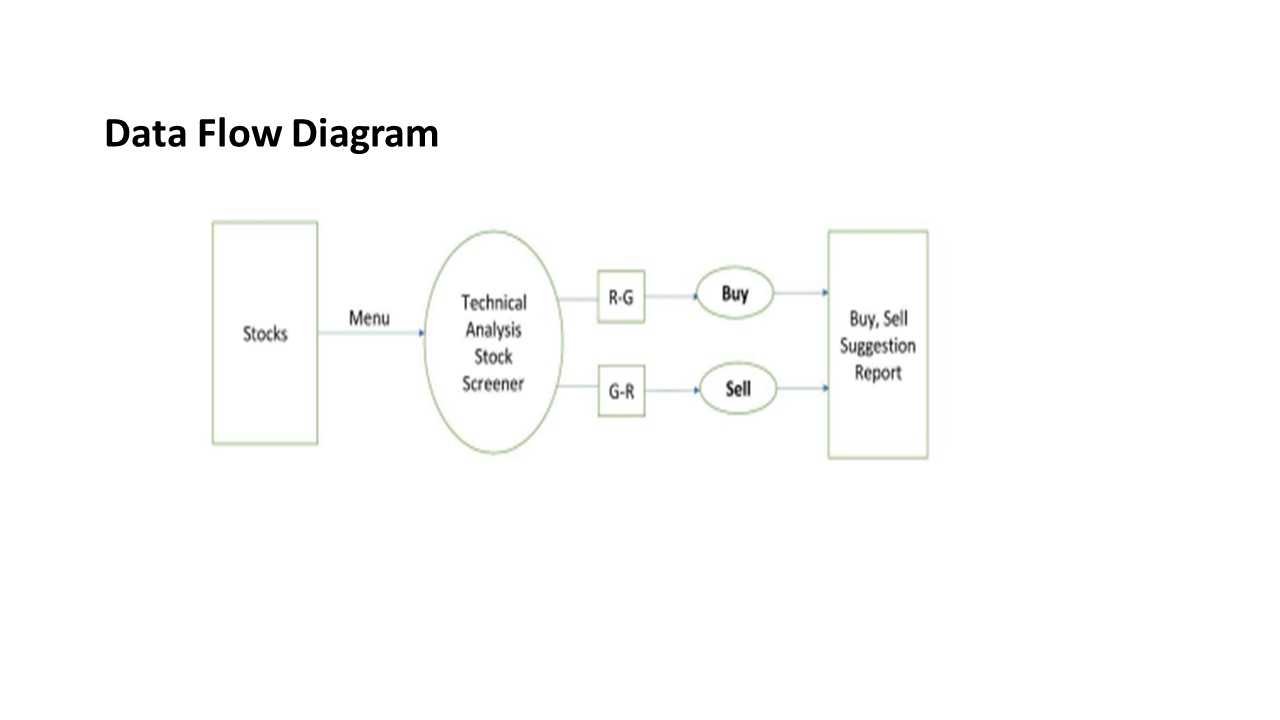 Data Flow Diagram
Stocks
Menu
Technical
Analysis
Stock
Screener
R-G
Buy
G-R
Sell
Buy, Sell
Suggestion
Report